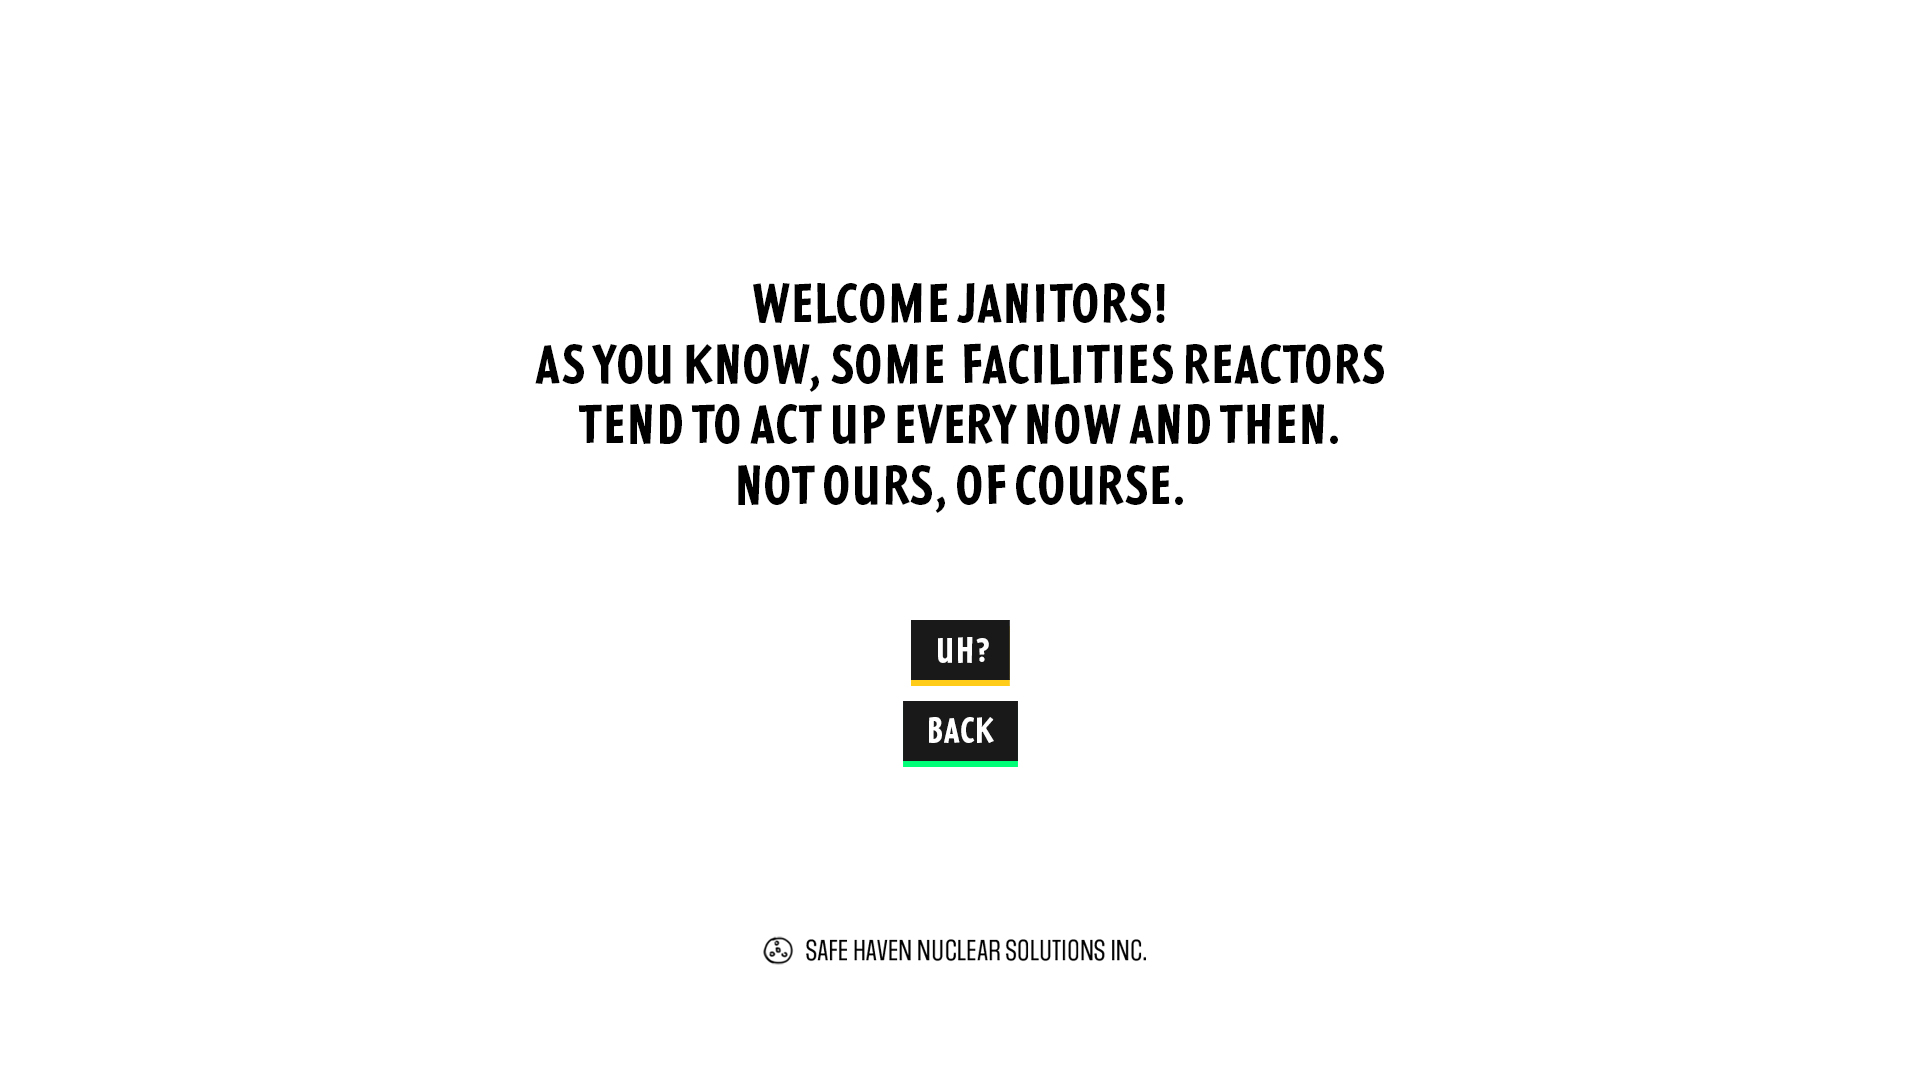 WELCOME JANITORS!
AS YOU KNOW, SOME FACILITIES REACTORS
TEND TO ACT UP EVERY NOW AND THEN.
NOT OURS, OF COURSE.
UH?
BACK
SAFE HAVEN NUCLEAR SOLUTIONS INC.